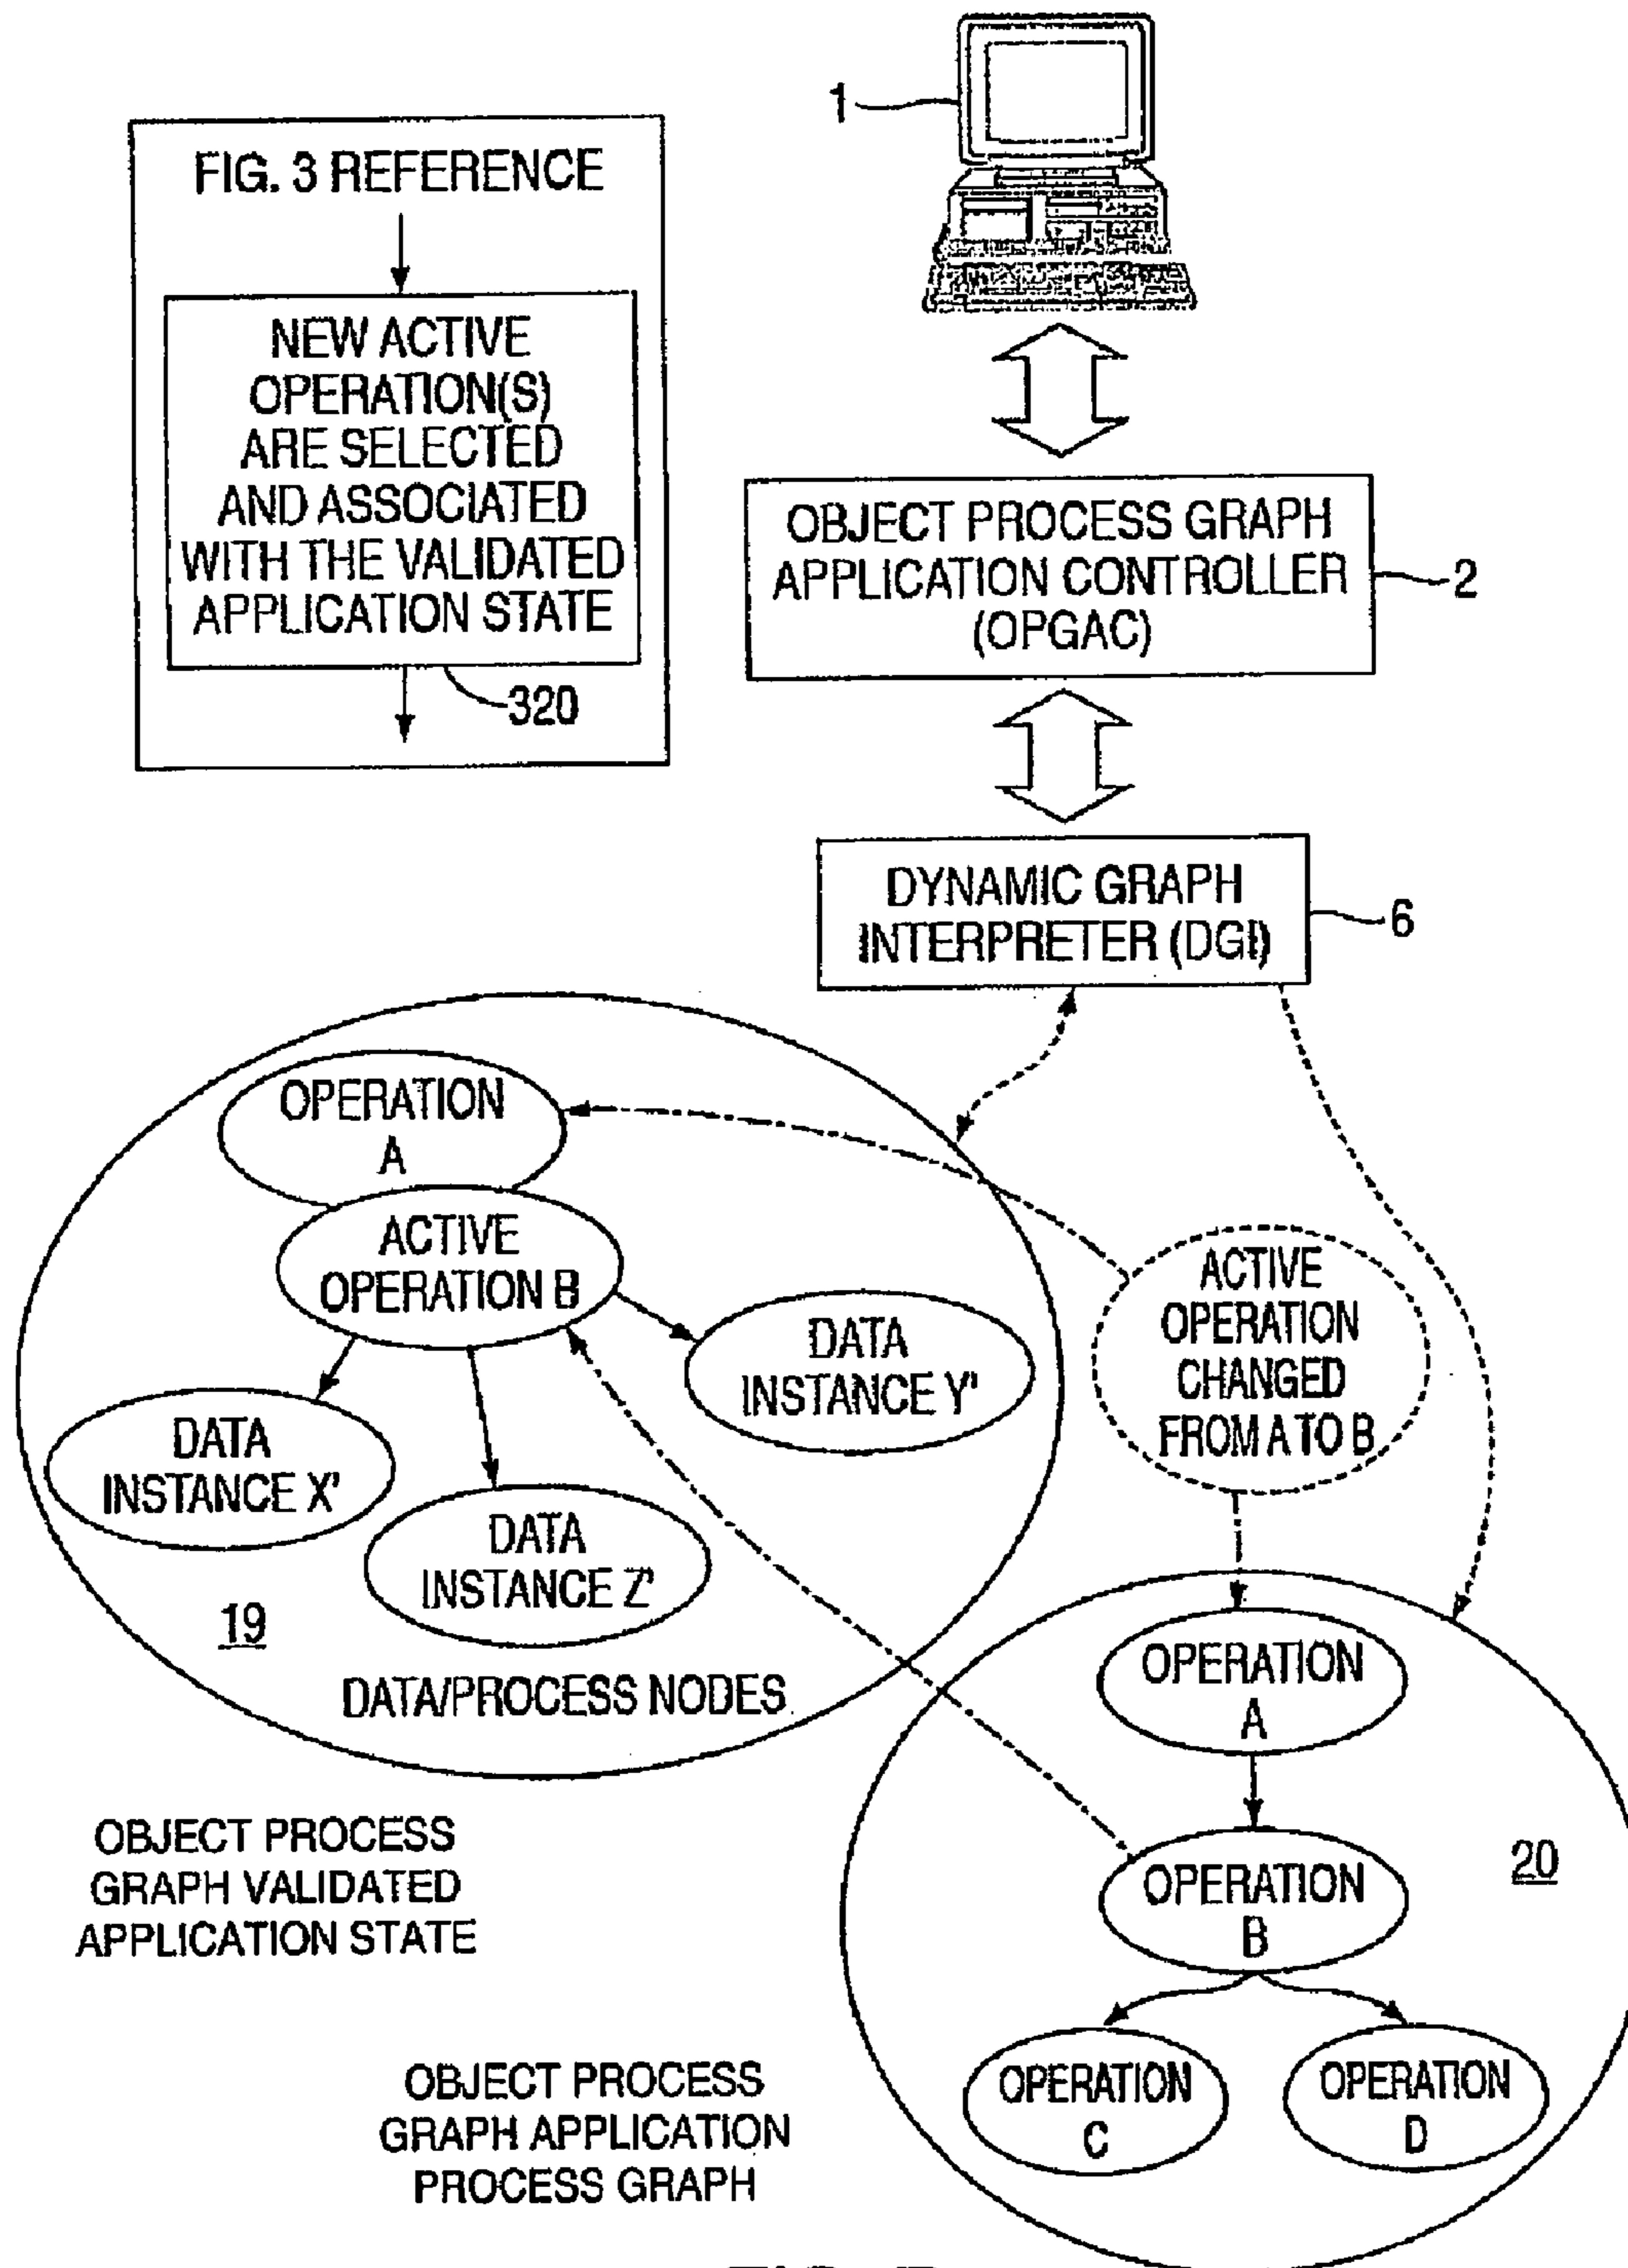 1
FIG. 3 REFERENCE
NEW ACTIVE
OPERATION(S)
ARE SELECTED
AND ASSOCIATED
WITH THE VALIDATED
APPLICATION STATE
320
OBJECT PROCESS GRAPH
APPLICATION CONTROLLER
(OPGAC)
2
DYNAMIC GRAPH
INTERPRETER (DGI)
6
OPERATION
A
ACTIVE
OPERATION B
DATA
INSTANCE Y'
DATA
INSTANCE X'
DATA
INSTANCE Z'
19
DATA/PROCESS NODES
ACTIVE
OPERATION
CHANGED
FROM A TO B
OBJECT PROCESS
GRAPH VALIDATED
APPLICATION STATE
OPERATION
A
OPERATION
B
20
OPERATION
C
OPERATION
D
OBJECT PROCESS
GRAPH APPLICATION
PROCESS GRAPH